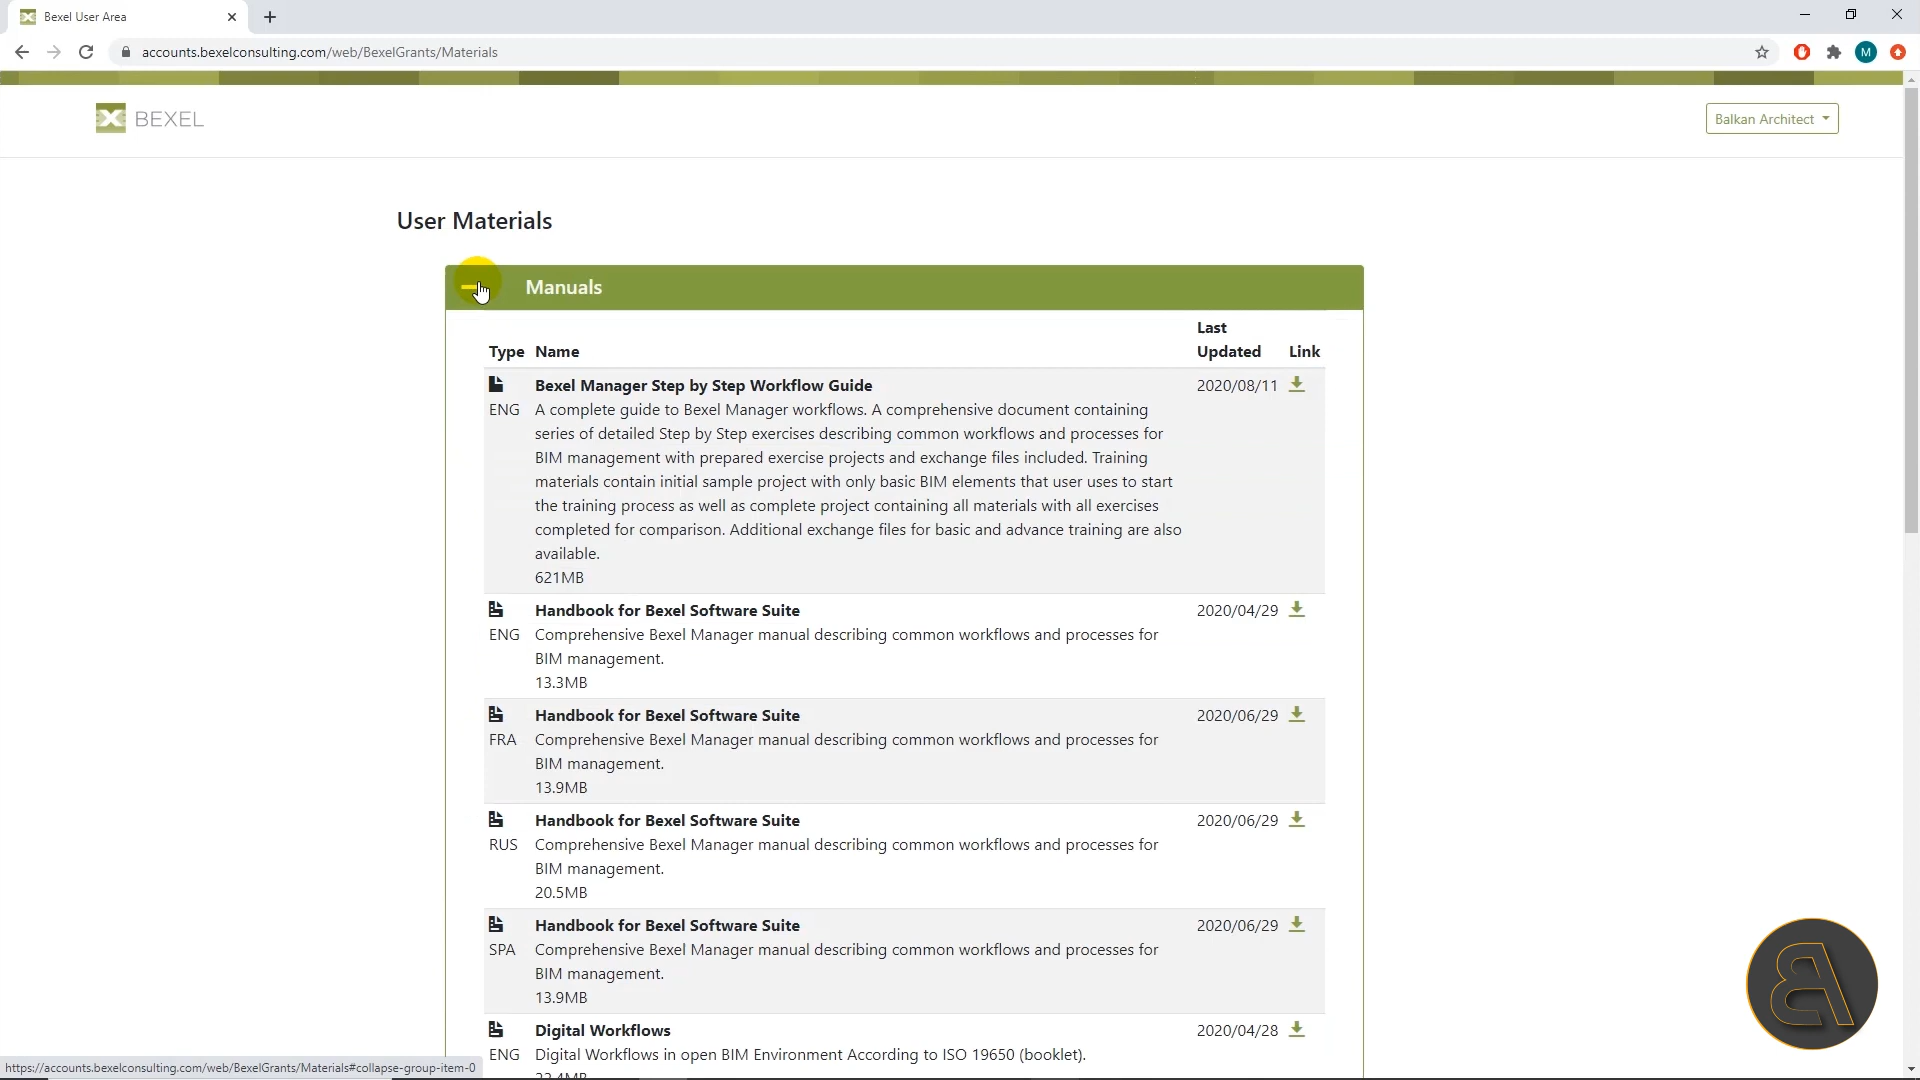 Bexel User Area
accounts.bexelconsulting.com/web/BexelGrants/Materials
M
BEXEL
Balkan Architect
User Materials
Manuals
Type Name Last Updated Link
Bexel Manager Step by Step Workflow Guide 2020/08/11
ENG A complete guide to Bexel Manager workflows. A comprehensive document containing
series of detailed Step by Step exercises describing common workflows and processes for
BIM management with prepared exercise projects and exchange files included. Training
materials contain initial sample project with only basic BIM elements that user uses to start
the training process as well as complete project containing all materials with all exercises
completed for comparison. Additional exchange files for basic and advance training are also
available.
621MB
Handbook for Bexel Software Suite 2020/04/29
ENG Comprehensive Bexel Manager manual describing common workflows and processes for
BIM management.
13.3MB
Handbook for Bexel Software Suite 2020/06/29
FRA Comprehensive Bexel Manager manual describing common workflows and processes for
BIM management.
13.9MB
Handbook for Bexel Software Suite 2020/06/29
RUS Comprehensive Bexel Manager manual describing common workflows and processes for
BIM management.
20.5MB
Handbook for Bexel Software Suite 2020/06/29
SPA Comprehensive Bexel Manager manual describing common workflows and processes for
BIM management.
13.9MB
Digital Workflows 2020/04/28
ENG Digital Workflows in open BIM Environment According to ISO 19650 (booklet).
https://accounts.bexelconsulting.com/web/BexelGrants/Materials#collapse-group-item-0